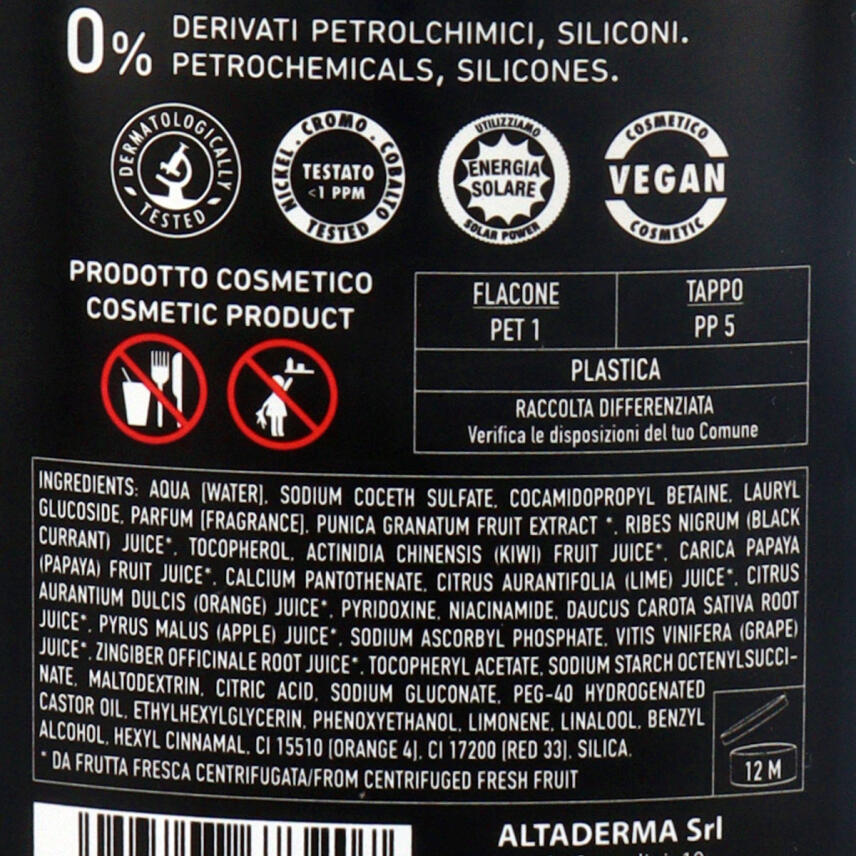 0% DERIVATI PETROLCHIMICI, SILICONI.
PETROCHEMICALS, SILICONES.
DERMATOLOGICALLY TESTED
NICKEL . CROMO . COBALTO
TESTATO
<1 PPM
TESTED
UTILIZZIAMO
ENERGIA
SOLARE
SOLAR POWER
COSMETICO
VEGAN
COSMETIC
PRODOTTO COSMETICO
COSMETIC PRODUCT
FLACONE TAPPO
PET 1 PP 5
PLASTICA
RACCOLTA DIFFERENZIATA
Verifica le disposizioni del tuo Comune
INGREDIENTS: AQUA (WATER), SODIUM COCETH SULFATE, COCAMIDOPROPYL BETAINE, LAURYL
GLUCOSIDE, PARFUM (FRAGRANCE), PUNICA GRANATUM FRUIT EXTRACT *, RIBES NIGRUM (BLACK
CURRANT) JUICE*, TOCOPHEROL, ACTINIDIA CHINENSIS (KIWI) FRUIT JUICE*, CARICA PAPAYA
(PAPAYA) FRUIT JUICE*, CALCIUM PANTOTHENATE, CITRUS AURANTIFOLIA (LIME) JUICE*, CITRUS
AURANTIUM DULCIS (ORANGE) JUICE*, PYRIDOXINE, NIACINAMIDE, DAUCUS CAROTA SATIVA ROOT
JUICE*, PYRUS MALUS (APPLE) JUICE*, SODIUM ASCORBYL PHOSPHATE, VITIS VINIFERA (GRAPE)
JUICE*, ZINGIBER OFFICINALE ROOT JUICE*, TOCOPHERYL ACETATE, SODIUM STARCH OCTENYLSUCCI-
NATE, MALTODEXTRIN, CITRIC ACID, SODIUM GLUCONATE, PEG-40 HYDROGENATED
CASTOR OIL, ETHYLHEXYLGLYCERIN, PHENOXYETHANOL, LIMONENE, LINALOOL, BENZYL
ALCOHOL, HEXYL CINNAMAL, CI 15510 (ORANGE 4), CI 17200 (RED 33), SILICA.
* DA FRUTTA FRESCA CENTRIFUGATA/FROM CENTRIFUGED FRESH FRUIT
12 M
ALTADERMA Srl